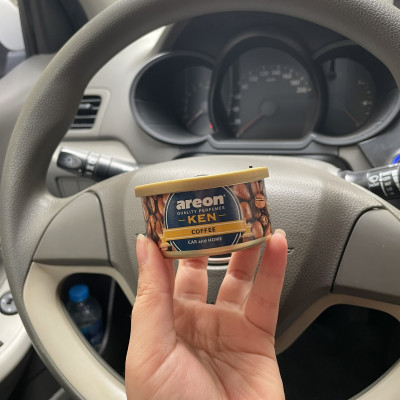 areon
QUALITY PERFUMES
KEN
COFFEE
CAR AND HOME